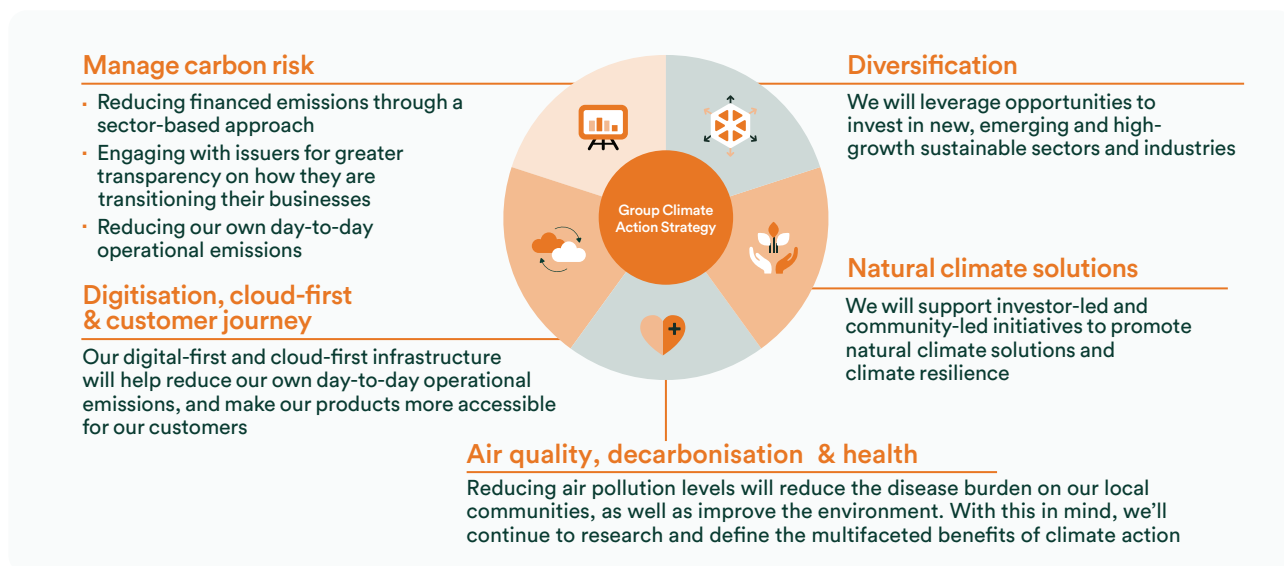 Manage carbon risk
· Reducing financed emissions through a
sector-based approach
· Engaging with issuers for greater
transparency on how they are
transitioning their businesses
· Reducing our own day-to-day
operational emissions
Digitisation, cloud-first
& customer journey
Our digital-first and cloud-first infrastructure
will help reduce our own day-to-day operational
emissions, and make our products more accessible
for our customers
Group Climate
Action Strategy
Diversification
We will leverage opportunities to
invest in new, emerging and high-
growth sustainable sectors and industries
Natural climate solutions
We will support investor-led and
community-led initiatives to promote
natural climate solutions and
climate resilience
Air quality, decarbonisation & health
Reducing air pollution levels will reduce the disease burden on our local
communities, as well as improve the environment. With this in mind, we’ll
continue to research and define the multifaceted benefits of climate action